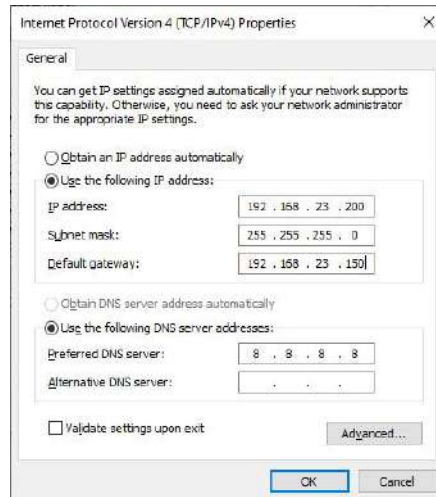 Internet Protocol Version 4 (TCP/IPv4) Properties
General
You can get IP settings assigned automatically if your network supports
this capability. Otherwise, you need to ask your network administrator
for the appropriate IP settings.
Obtain an IP address automatically
Use the following IP address:
IP address: 192 . 168 . 23 . 200
Subnet mask: 255 . 255 . 255 . 0
Default gateway: 192 . 168 . 23 . 150
Obtain DNS server address automatically
Use the following DNS server addresses:
Preferred DNS server: 8 . 8 . 8 . 8
Alternative DNS server: . . .
Validate settings upon exit
Advanced...
OK Cancel